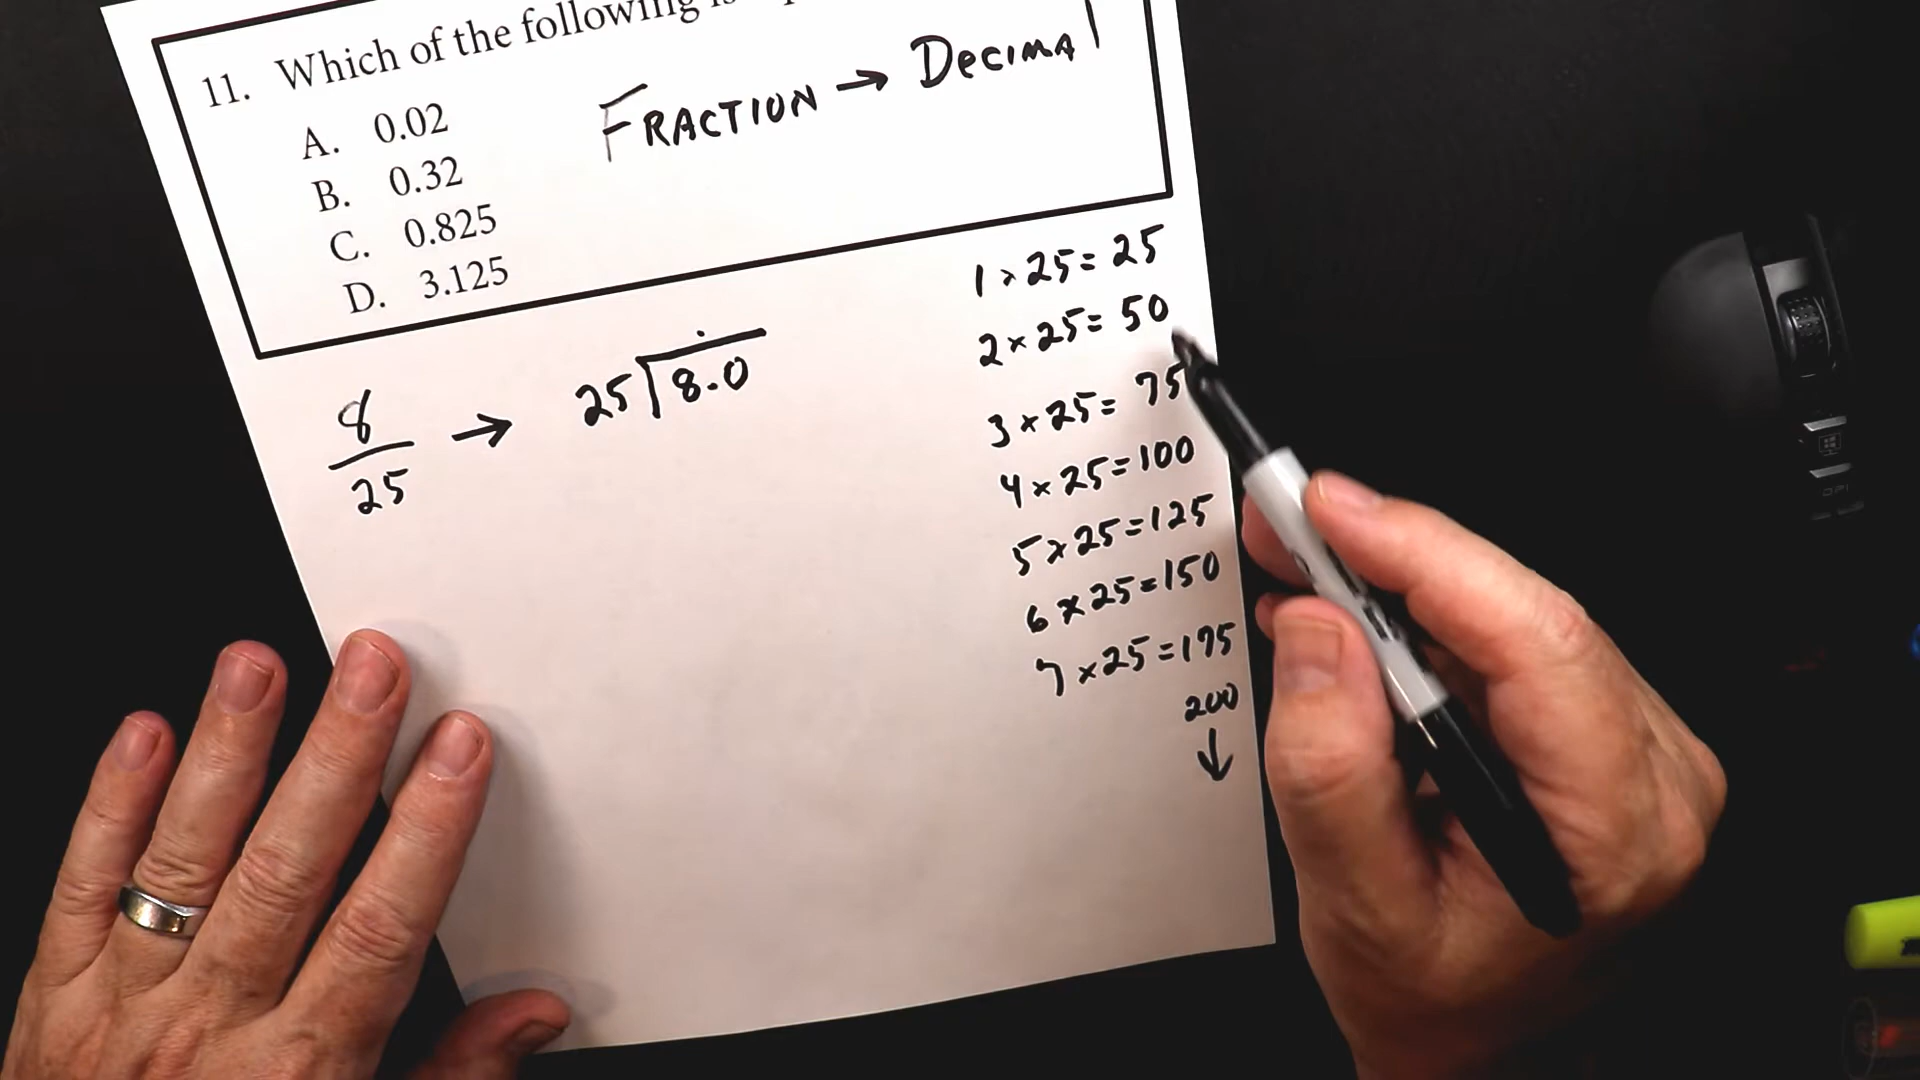 11. Which of the following is
A. 0.02
B. 0.32
C. 0.825
D. 3.125
FRACTION → DECIMAl
8
25
→
25
8.0
1 × 25 = 25
2 × 25 = 50
3 × 25 = 75
4 × 25 = 100
5 × 25 = 125
6 × 25 = 150
7 × 25 = 175
200
↓
DPI